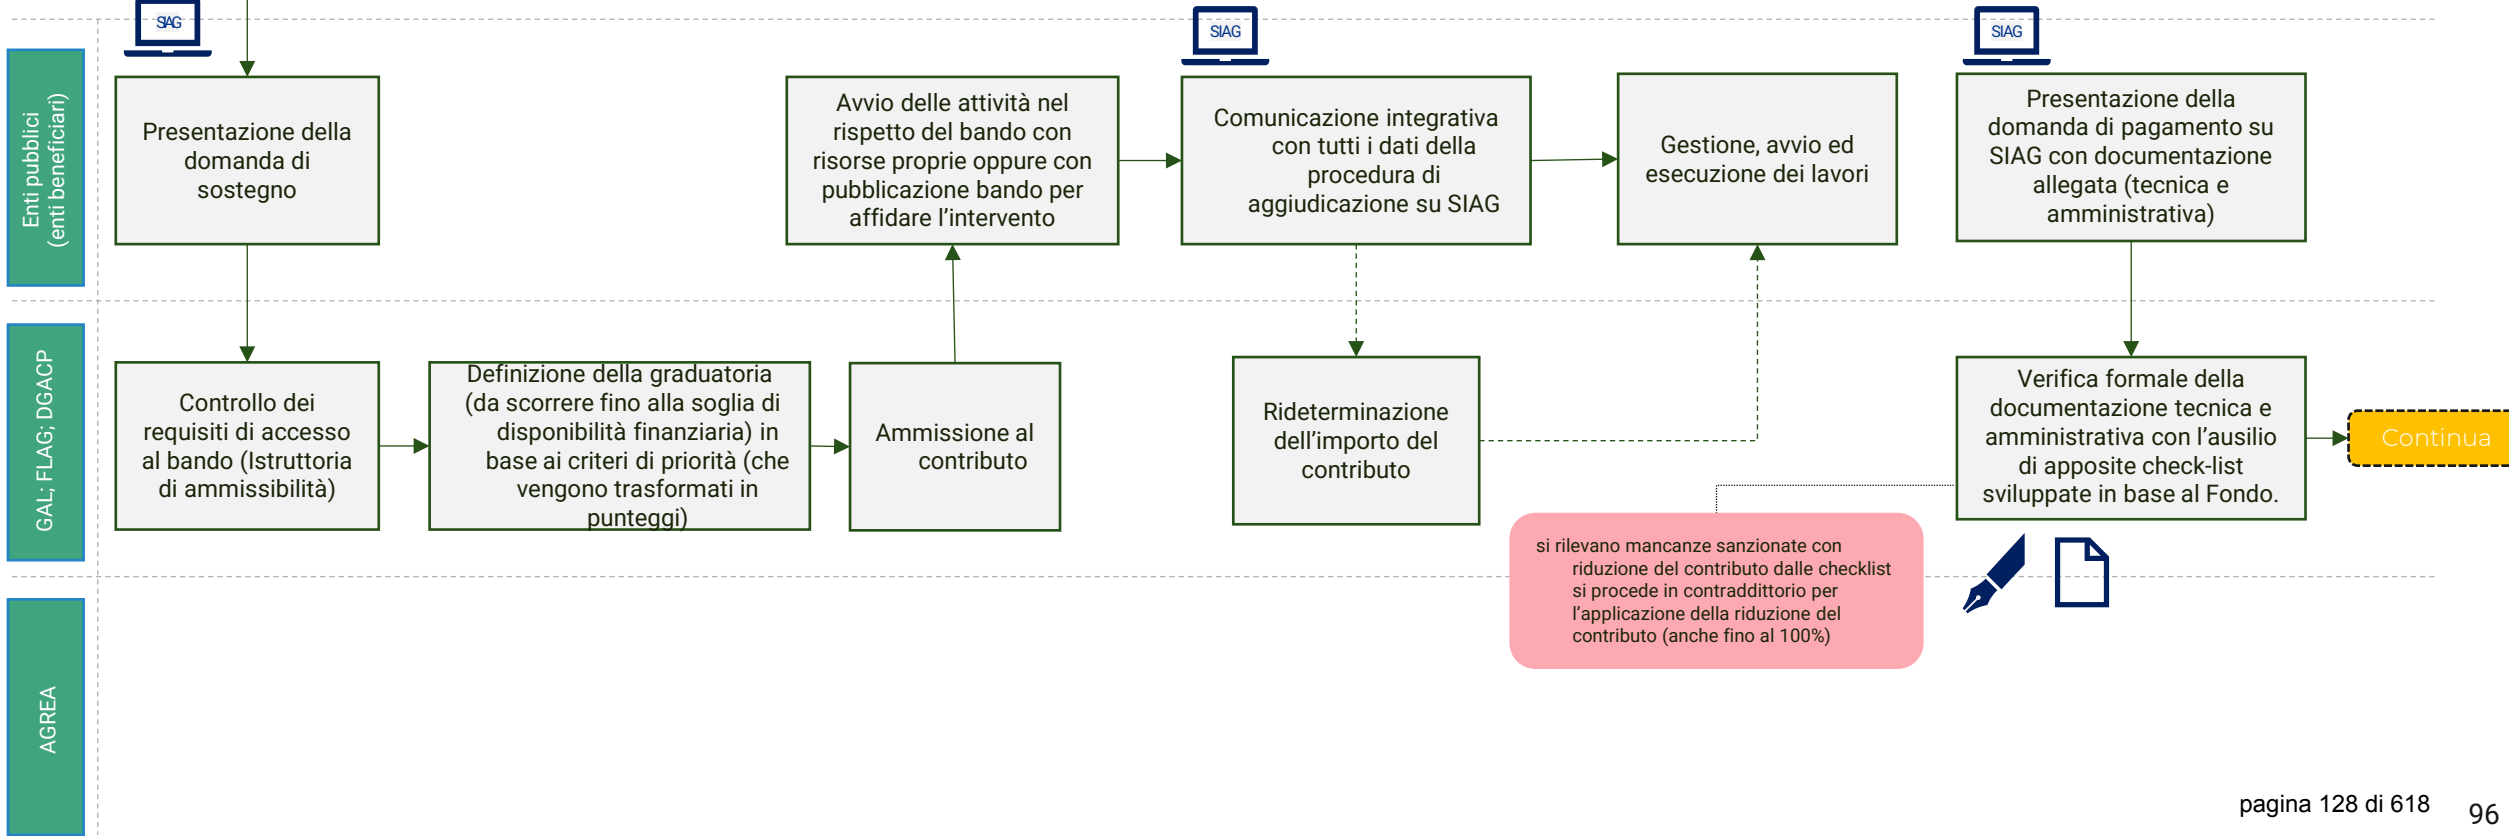 SIAG
SIAG
SIAG
Enti pubblici
(enti beneficiari)
Presentazione della
domanda di
sostegno
Avvio delle attività nel
rispetto del bando con
risorse proprie oppure con
pubblicazione bando per
affidare l’intervento
Comunicazione integrativa
con tutti i dati della
procedura di
aggiudicazione su SIAG
Gestione, avvio ed
esecuzione dei lavori
Presentazione della
domanda di pagamento su
SIAG con documentazione
allegata (tecnica e
amministrativa)
GAL; FLAG; DGACP
Controllo dei
requisiti di accesso
al bando (Istruttoria
di ammissibilità)
Definizione della graduatoria
(da scorrere fino alla soglia di
disponibilità finanziaria) in
base ai criteri di priorità (che
vengono trasformati in
punteggi)
Ammissione al
contributo
Rideterminazione
dell’importo del
contributo
Verifica formale della
documentazione tecnica e
amministrativa con l’ausilio
di apposite check-list
sviluppate in base al Fondo.
Continua
si rilevano mancanze sanzionate con
riduzione del contributo dalle checklist
si procede in contraddittorio per
l’applicazione della riduzione del
contributo (anche fino al 100%)
AGREA
pagina 128 di 618
96